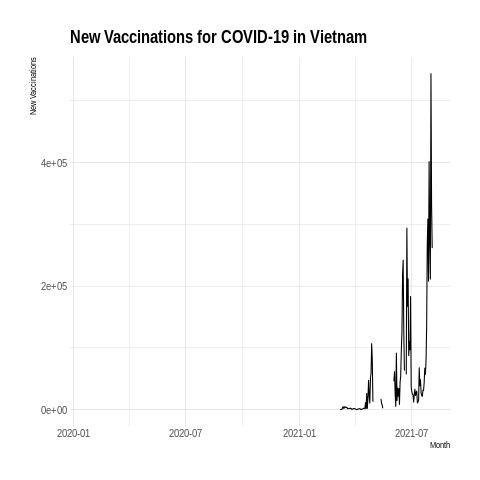 New Vaccinations for COVID-19 in Vietnam
New Vaccinations
4e+05
2e+05
0e+00
2020-01
2020-07
2021-01
2021-07
Month